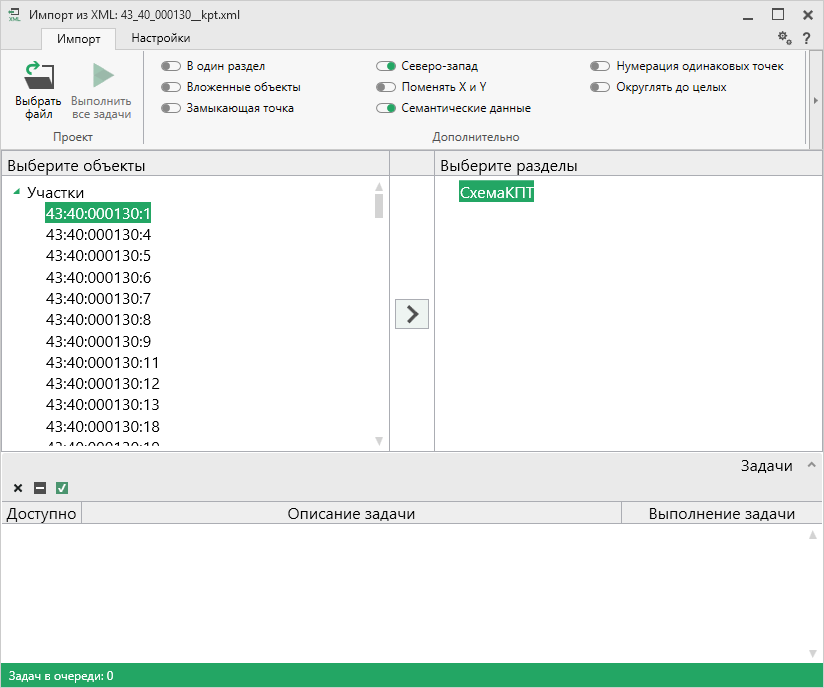 Импорт из XML: 43_40_000130__kpt.xml
Импорт Настройки
?
Выбрать файл
Выполнить все задачи
Проект
В один раздел
Вложенные объекты
Замыкающая точка
Северо-запад
Поменять X и Y
Семантические данные
Нумерация одинаковых точек
Округлять до целых
Дополнительно
Выберите объекты
Участки
43:40:000130:1
43:40:000130:4
43:40:000130:5
43:40:000130:6
43:40:000130:7
43:40:000130:8
43:40:000130:9
43:40:000130:11
43:40:000130:12
43:40:000130:13
43:40:000130:18
Выберите разделы
СхемаКПТ
Задачи
Доступно Описание задачи Выполнение задачи
Задач в очереди: 0